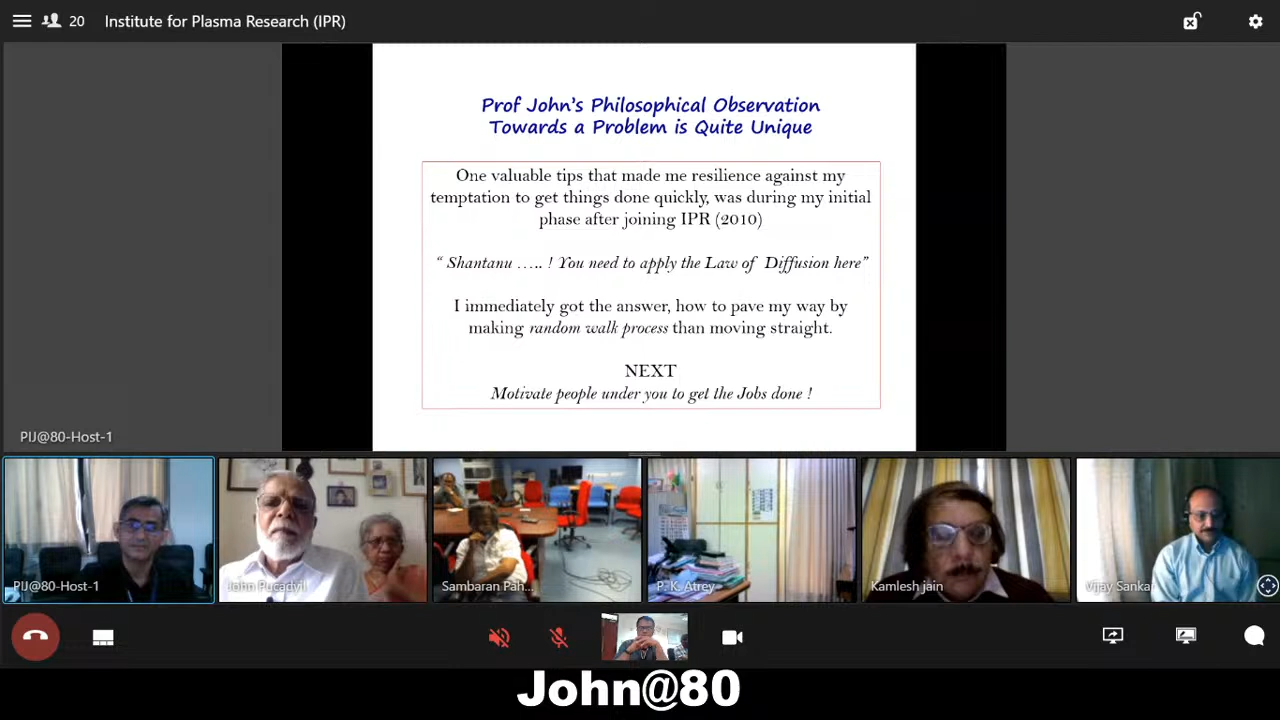 20 Institute for Plasma Research (IPR)
Prof John's Philosophical Observation
Towards a Problem is Quite Unique
One valuable tips that made me resilience against my
temptation to get things done quickly, was during my initial
phase after joining IPR (2010)
“ Shantanu ….. ! You need to apply the Law of Diffusion here”
I immediately got the answer, how to pave my way by
making random walk process than moving straight.
NEXT
Motivate people under you to get the Jobs done !
PIJ@80-Host-1
PIJ@80-Host-1
John Pucadyil
Sambaran Pah...
P. K. Atrey
Kamlesh jain
Vijay Sankar
John@80